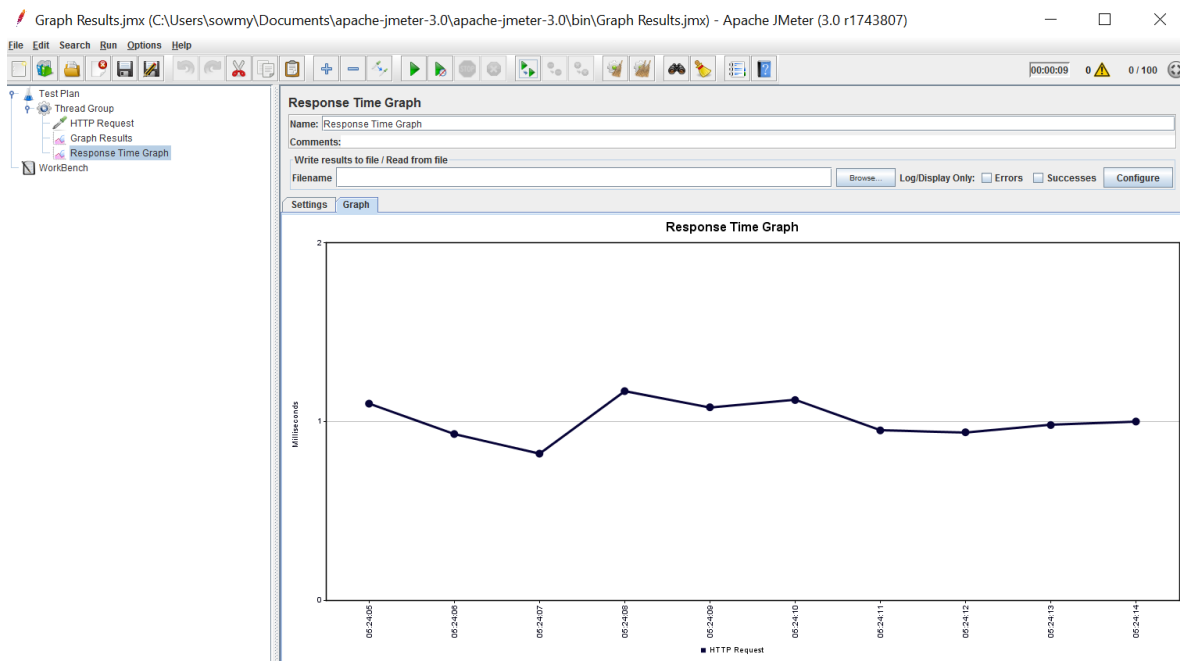 Graph Results.jmx (C:\Users\sowmy\Documents\apache-jmeter-3.0\apache-jmeter-3.0\bin\Graph Results.jmx) - Apache JMeter (3.0 r1743807)
File Edit Search Run Options Help
00:00:09 0 0 / 100
Test Plan
Thread Group
HTTP Request
Graph Results
Response Time Graph
WorkBench
Response Time Graph
Name: Response Time Graph
Comments:
Write results to file / Read from file
Filename Browse... Log/Display Only: Errors Successes Configure
Settings Graph
Response Time Graph
2
1
0
Milliseconds
05:24:05 05:24:06 05:24:07 05:24:08 05:24:09 05:24:10 05:24:11 05:24:12 05:24:13 05:24:14
HTTP Request